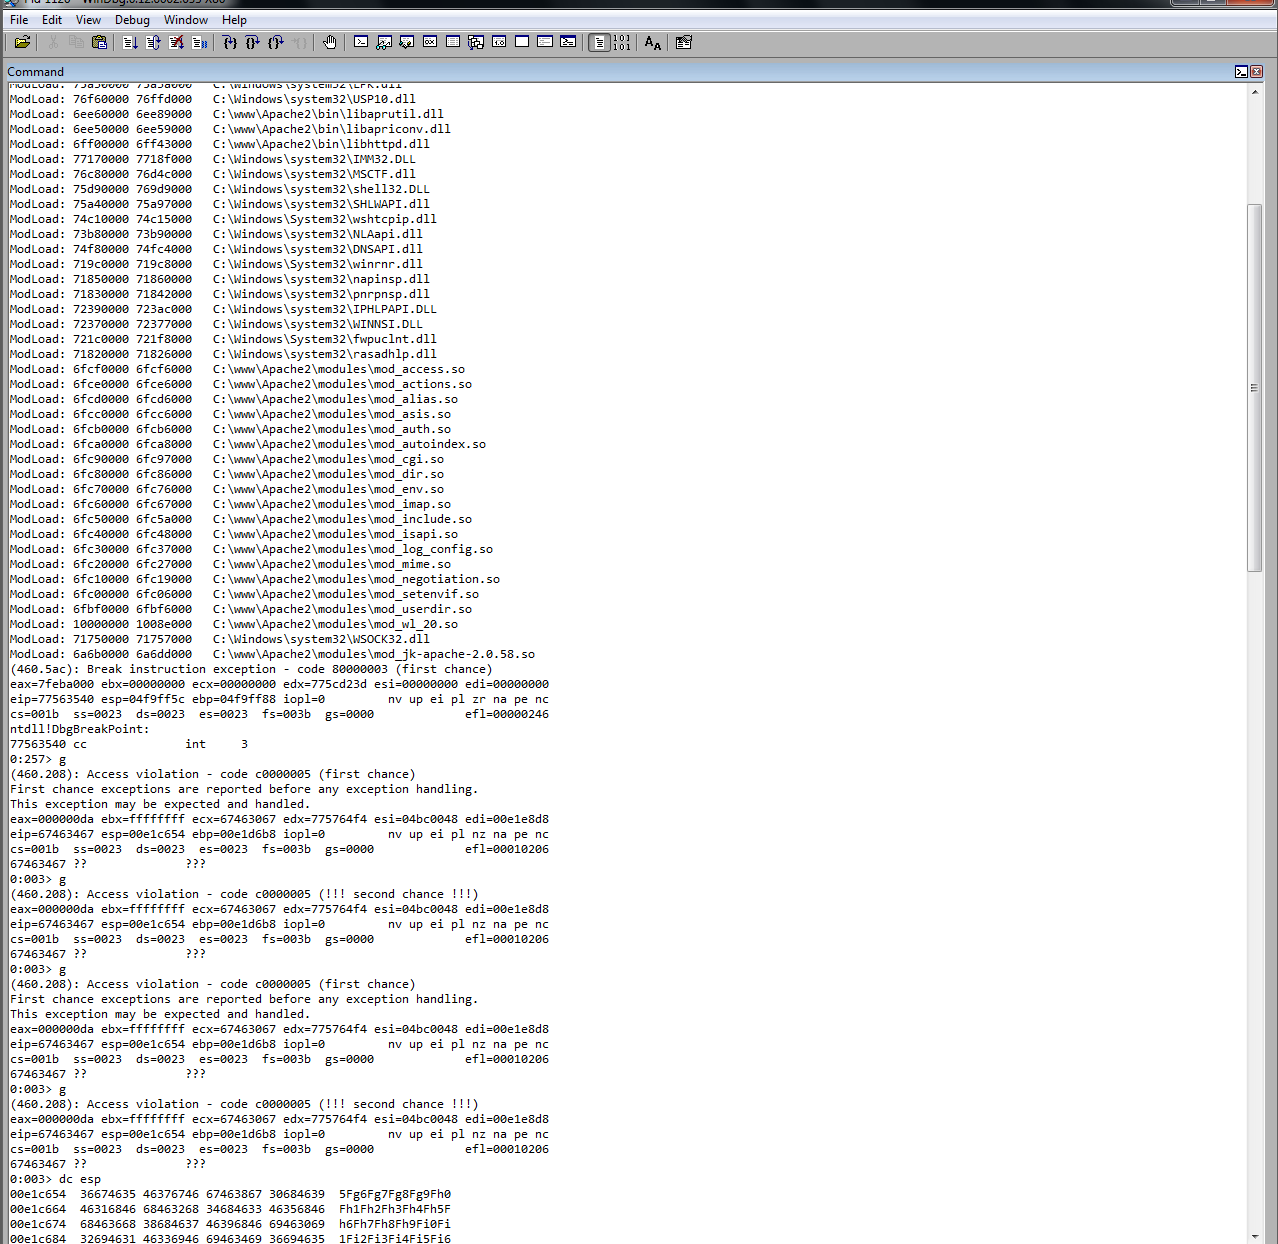 File Edit View Debug Window Help
Command
ModLoad: 76f60000 76ffd000 C:\Windows\system32\USP10.dll
ModLoad: 6ee60000 6ee89000 C:\www\Apache2\bin\libaprutil.dll
ModLoad: 6ee50000 6ee59000 C:\www\Apache2\bin\libapriconv.dll
ModLoad: 6ff00000 6ff43000 C:\www\Apache2\bin\libhttpd.dll
ModLoad: 77170000 7718f000 C:\Windows\system32\IMM32.DLL
ModLoad: 76c80000 76d4c000 C:\Windows\system32\MSCTF.dll
ModLoad: 75d90000 769d9000 C:\Windows\system32\shell32.DLL
ModLoad: 75a40000 75a97000 C:\Windows\system32\SHLWAPI.dll
ModLoad: 74c10000 74c15000 C:\Windows\System32\wshtcpip.dll
ModLoad: 73b80000 73b90000 C:\Windows\system32\NLAapi.dll
ModLoad: 74f80000 74fc4000 C:\Windows\system32\DNSAPI.dll
ModLoad: 719c0000 719c8000 C:\Windows\System32\winrnr.dll
ModLoad: 71850000 71860000 C:\Windows\system32\napinsp.dll
ModLoad: 71830000 71842000 C:\Windows\system32\pnrpnsp.dll
ModLoad: 72390000 723ac000 C:\Windows\system32\IPHLPAPI.DLL
ModLoad: 72370000 72377000 C:\Windows\system32\WINNSI.DLL
ModLoad: 721c0000 721f8000 C:\Windows\System32\fwpuclnt.dll
ModLoad: 71820000 71826000 C:\Windows\system32\rasadhlp.dll
ModLoad: 6fcf0000 6fcf6000 C:\www\Apache2\modules\mod_access.so
ModLoad: 6fce0000 6fce6000 C:\www\Apache2\modules\mod_actions.so
ModLoad: 6fcd0000 6fcd6000 C:\www\Apache2\modules\mod_alias.so
ModLoad: 6fcc0000 6fcc6000 C:\www\Apache2\modules\mod_asis.so
ModLoad: 6fcb0000 6fcb6000 C:\www\Apache2\modules\mod_auth.so
ModLoad: 6fca0000 6fca8000 C:\www\Apache2\modules\mod_autoindex.so
ModLoad: 6fc90000 6fc97000 C:\www\Apache2\modules\mod_cgi.so
ModLoad: 6fc80000 6fc86000 C:\www\Apache2\modules\mod_dir.so
ModLoad: 6fc70000 6fc76000 C:\www\Apache2\modules\mod_env.so
ModLoad: 6fc60000 6fc67000 C:\www\Apache2\modules\mod_imap.so
ModLoad: 6fc50000 6fc5a000 C:\www\Apache2\modules\mod_include.so
ModLoad: 6fc40000 6fc48000 C:\www\Apache2\modules\mod_isapi.so
ModLoad: 6fc30000 6fc37000 C:\www\Apache2\modules\mod_log_config.so
ModLoad: 6fc20000 6fc27000 C:\www\Apache2\modules\mod_mime.so
ModLoad: 6fc10000 6fc19000 C:\www\Apache2\modules\mod_negotiation.so
ModLoad: 6fc00000 6fc06000 C:\www\Apache2\modules\mod_setenvif.so
ModLoad: 6fbf0000 6fbf6000 C:\www\Apache2\modules\mod_userdir.so
ModLoad: 10000000 1008e000 C:\www\Apache2\modules\mod_wl_20.so
ModLoad: 71750000 71757000 C:\Windows\system32\WSOCK32.dll
ModLoad: 6a6b0000 6a6dd000 C:\www\Apache2\modules\mod_jk-apache-2.0.58.so
(460.5ac): Break instruction exception - code 80000003 (first chance)
eax=7feba000 ebx=00000000 ecx=00000000 edx=775cd23d esi=00000000 edi=00000000
eip=77563540 esp=04f9ff5c ebp=04f9ff88 iopl=0 nv up ei pl zr na pe nc
cs=001b ss=0023 ds=0023 es=0023 fs=003b gs=0000 efl=00000246
ntdll!DbgBreakPoint:
77563540 cc int 3
0:257> g
(460.208): Access violation - code c0000005 (first chance)
First chance exceptions are reported before any exception handling.
This exception may be expected and handled.
eax=000000da ebx=ffffffff ecx=67463067 edx=775764f4 esi=04bc0048 edi=00e1e8d8
eip=67463467 esp=00e1c654 ebp=00e1d6b8 iopl=0 nv up ei pl nz na pe nc
cs=001b ss=0023 ds=0023 es=0023 fs=003b gs=0000 efl=00010206
67463467 ?? ???
0:003> g
(460.208): Access violation - code c0000005 (!!! second chance !!!)
eax=000000da ebx=ffffffff ecx=67463067 edx=775764f4 esi=04bc0048 edi=00e1e8d8
eip=67463467 esp=00e1c654 ebp=00e1d6b8 iopl=0 nv up ei pl nz na pe nc
cs=001b ss=0023 ds=0023 es=0023 fs=003b gs=0000 efl=00010206
67463467 ?? ???
0:003> g
(460.208): Access violation - code c0000005 (first chance)
First chance exceptions are reported before any exception handling.
This exception may be expected and handled.
eax=000000da ebx=ffffffff ecx=67463067 edx=775764f4 esi=04bc0048 edi=00e1e8d8
eip=67463467 esp=00e1c654 ebp=00e1d6b8 iopl=0 nv up ei pl nz na pe nc
cs=001b ss=0023 ds=0023 es=0023 fs=003b gs=0000 efl=00010206
67463467 ?? ???
0:003> g
(460.208): Access violation - code c0000005 (!!! second chance !!!)
eax=000000da ebx=ffffffff ecx=67463067 edx=775764f4 esi=04bc0048 edi=00e1e8d8
eip=67463467 esp=00e1c654 ebp=00e1d6b8 iopl=0 nv up ei pl nz na pe nc
cs=001b ss=0023 ds=0023 es=0023 fs=003b gs=0000 efl=00010206
67463467 ?? ???
0:003> dc esp
00e1c654 36674635 46376746 67463867 30684639 5Fg6Fg7Fg8Fg9Fh0
00e1c664 46316846 68463268 34684633 46356846 Fh1Fh2Fh3Fh4Fh5F
00e1c674 68463668 38684637 46396846 69463069 h6Fh7Fh8Fh9Fi0Fi
00e1c684 32694631 46336946 69463469 36694635 1Fi2Fi3Fi4Fi5Fi6